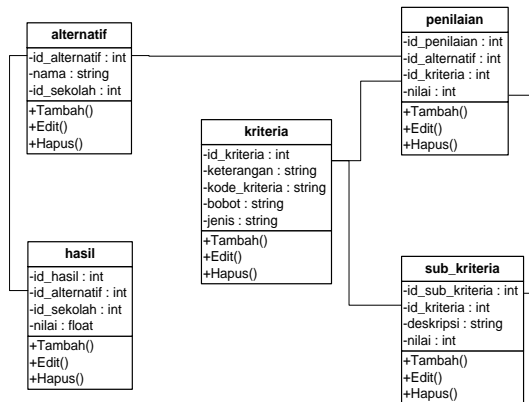 alternatif
-id_alternatif : int
-nama : string
-id_sekolah : int
+Tambah()
+Edit()
+Hapus()
penilaian
-id_penilaian : int
-id_alternatif : int
-id_kriteria : int
-nilai : int
+Tambah()
+Edit()
+Hapus()
kriteria
-id_kriteria : int
-keterangan : string
-kode_kriteria : string
-bobot : string
-jenis : string
+Tambah()
+Edit()
+Hapus()
hasil
-id_hasil : int
-id_alternatif : int
-id_sekolah : int
-nilai : float
+Tambah()
+Edit()
+Hapus()
sub_kriteria
-id_sub_kriteria : int
-id_kriteria : int
-deskripsi : string
-nilai : int
+Tambah()
+Edit()
+Hapus()